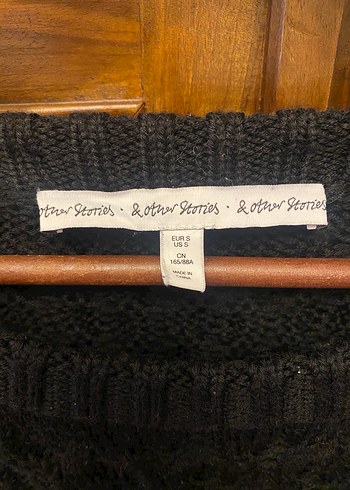 other Stories · & other Stories · & other Stories
EUR S
US S
CN
165/88A
MADE IN
CHINA